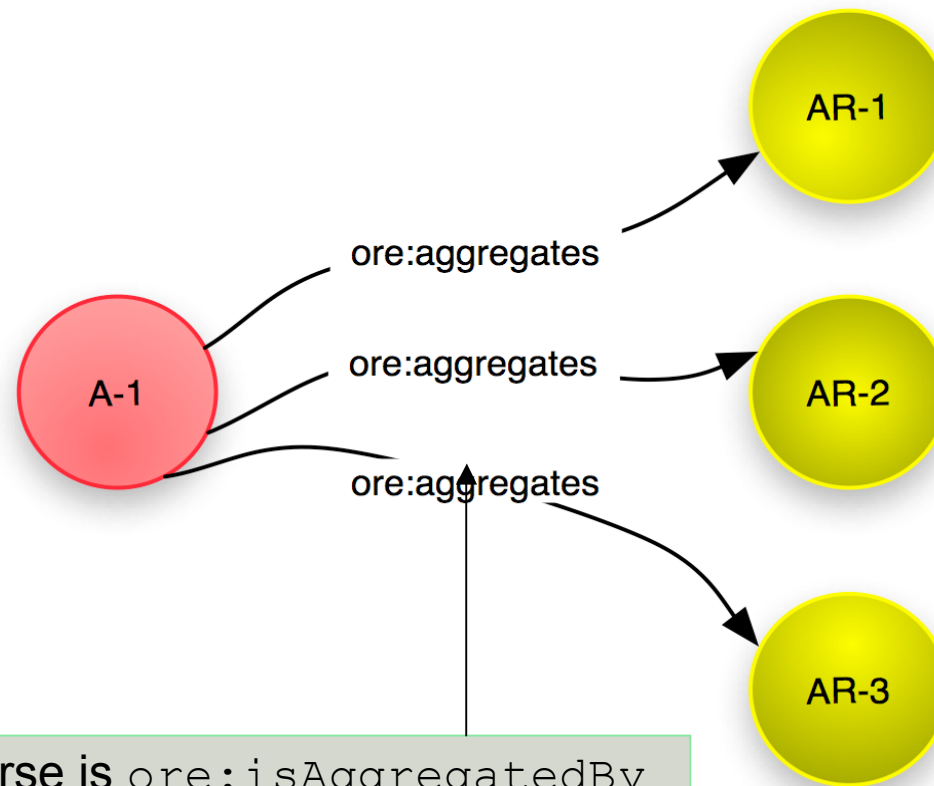 AR-1
ore:aggregates
ore:aggregates
A-1
AR-2
ore:aggregates
AR-3
rse is ore:isAggregatedBy